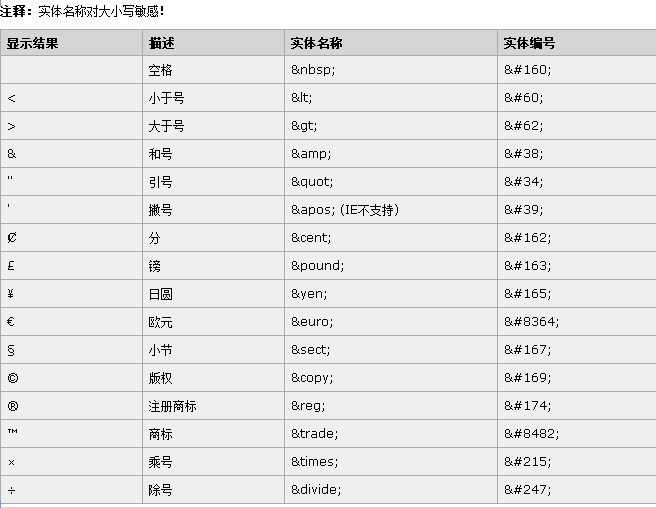 注释：实体名称对大小写敏感！
显示结果 描述 实体名称 实体编号
空格 &nbsp; &#160;
< 小于号 &lt; &#60;
> 大于号 &gt; &#62;
& 和号 &amp; &#38;
" 引号 &quot; &#34;
' 撇号 &apos; (IE不支持) &#39;
¢ 分 &cent; &#162;
£ 镑 &pound; &#163;
¥ 日圆 &yen; &#165;
€ 欧元 &euro; &#8364;
§ 小节 &sect; &#167;
© 版权 &copy; &#169;
® 注册商标 &reg; &#174;
™ 商标 &trade; &#8482;
× 乘号 &times; &#215;
÷ 除号 &divide; &#247;